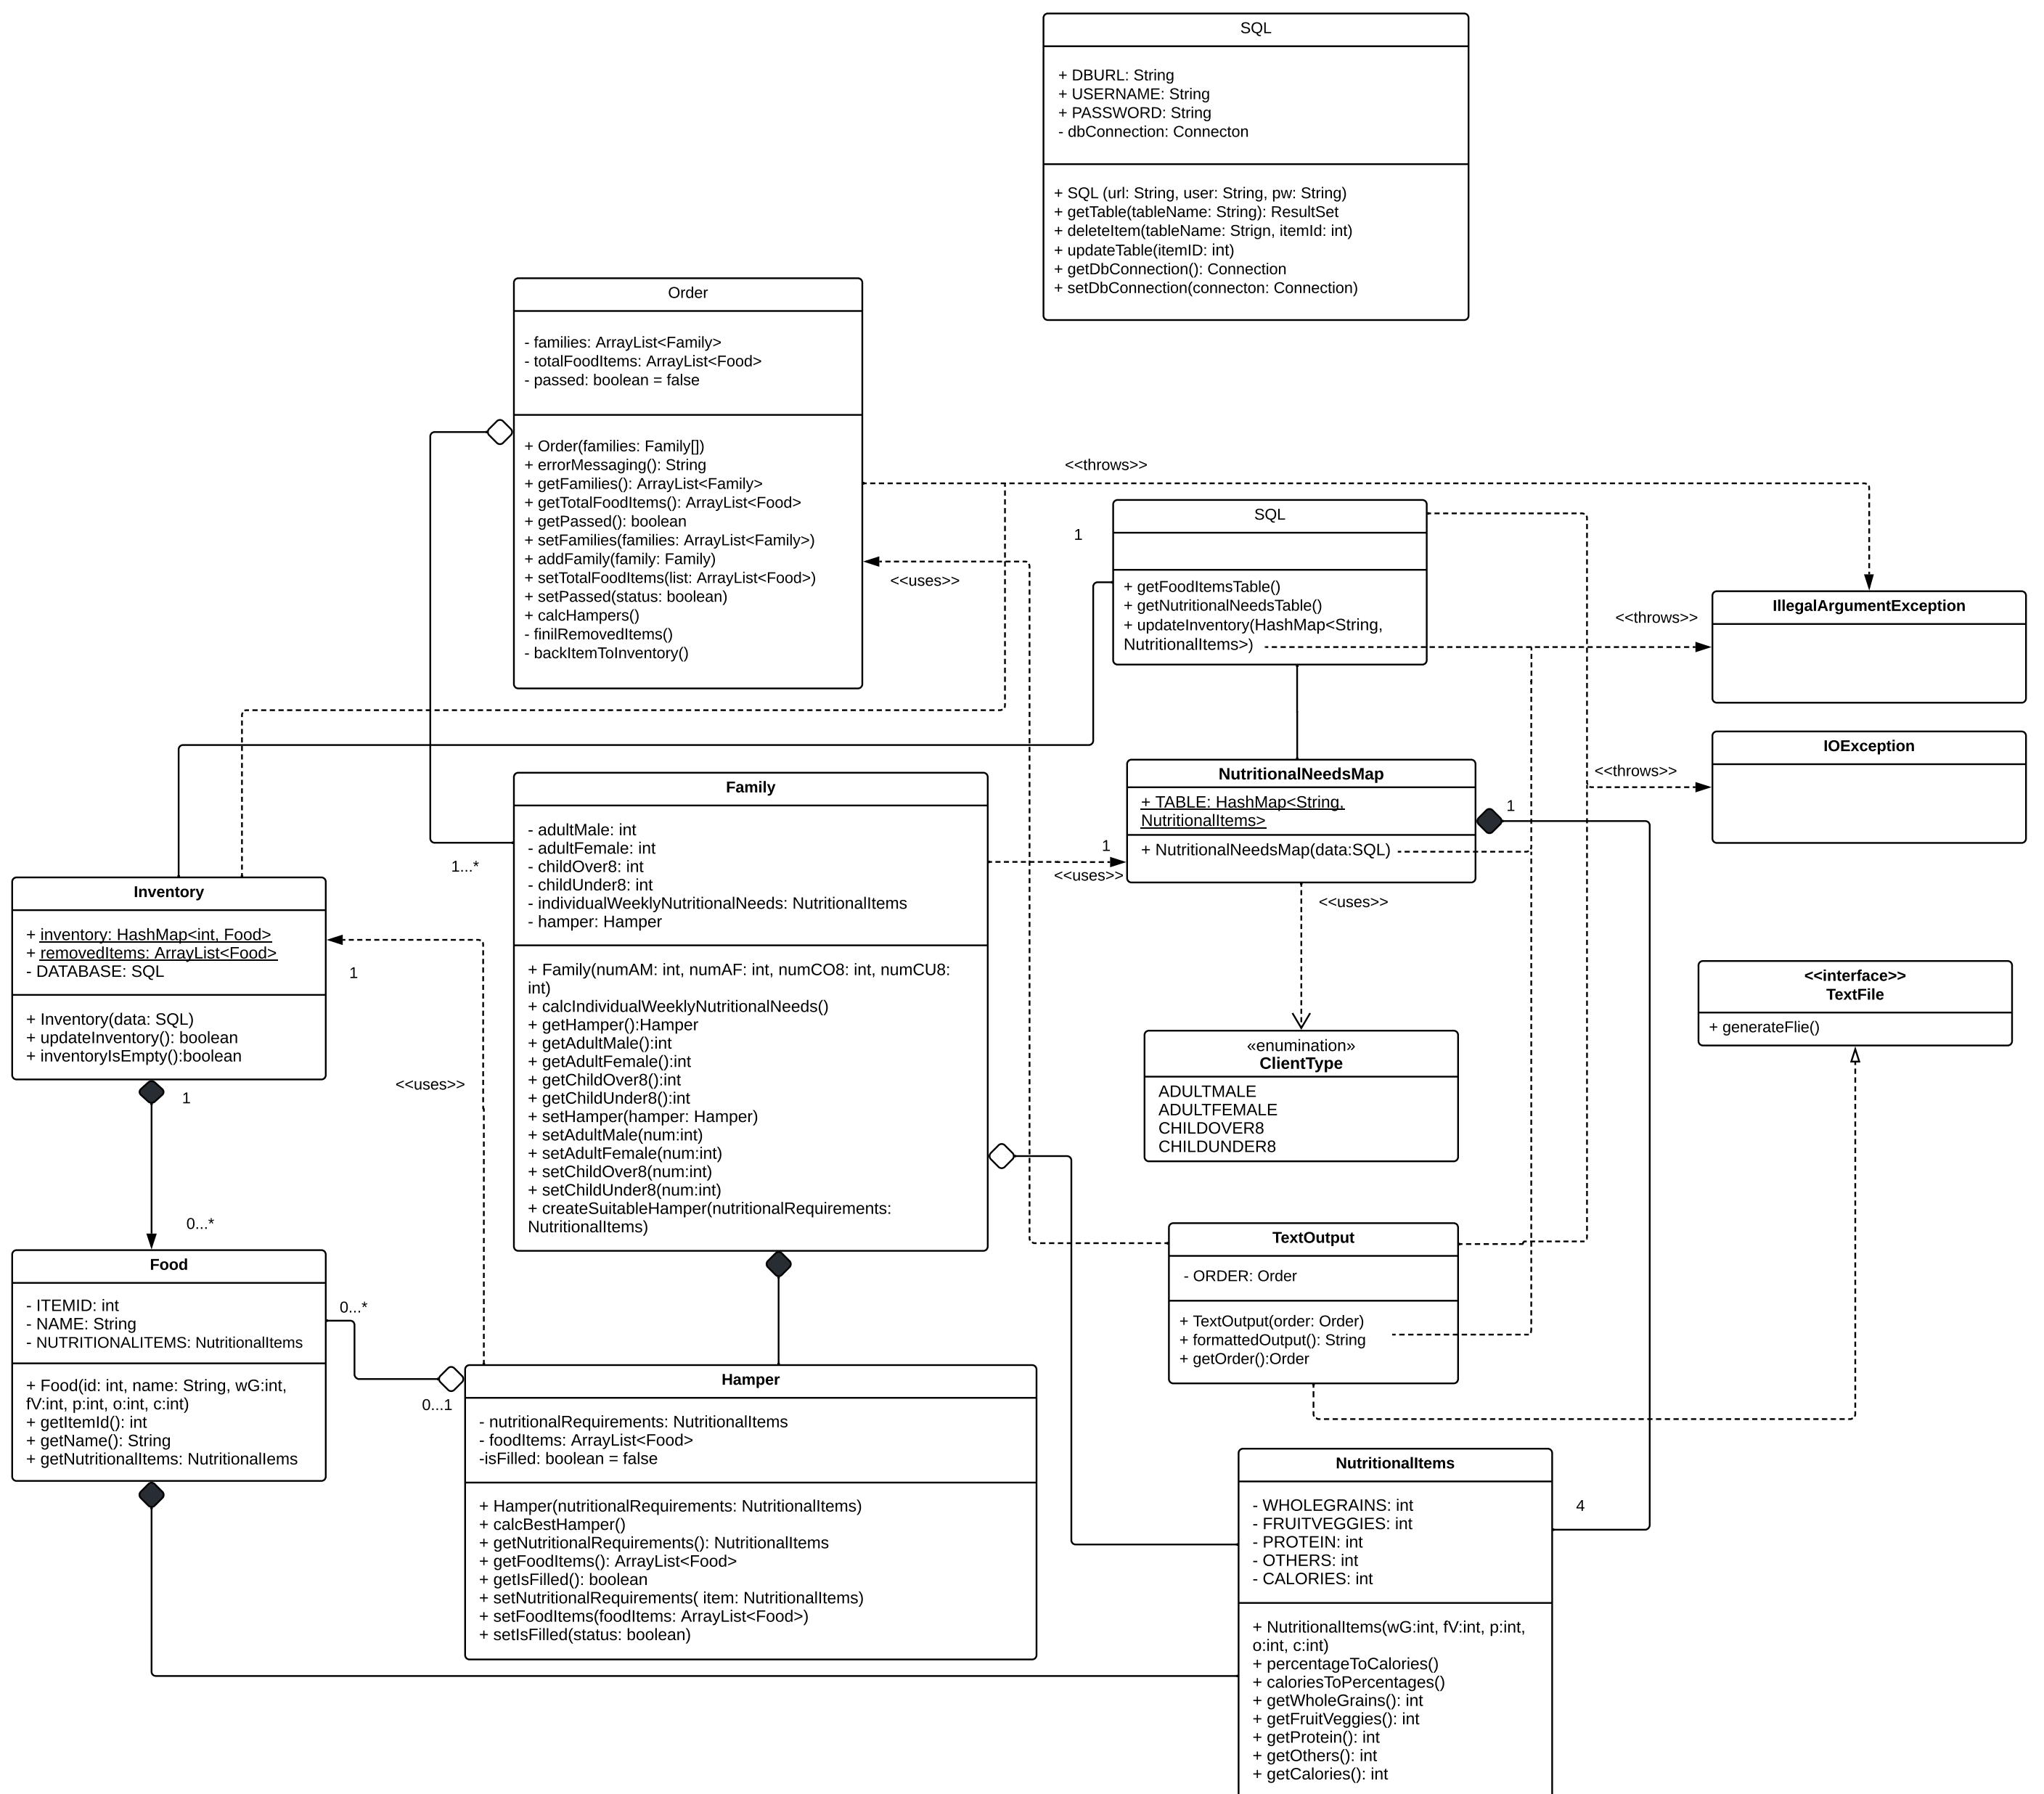 SQL
+ DBURL: String
+ USERNAME: String
+ PASSWORD: String
- dbConnection: Connecton
+ SQL (url: String, user: String, pw: String)
+ getTable(tableName: String): ResultSet
+ deleteItem(tableName: Strign, itemId: int)
+ updateTable(itemID: int)
+ getDbConnection(): Connection
+ setDbConnection(connecton: Connection)
Order
- families: ArrayList<Family>
- totalFoodItems: ArrayList<Food>
- passed: boolean = false
+ Order(families: Family[])
+ errorMessaging(): String
+ getFamilies(): ArrayList<Family>
+ getTotalFoodItems(): ArrayList<Food>
+ getPassed(): boolean
+ setFamilies(families: ArrayList<Family>)
+ addFamily(family: Family)
+ setTotalFoodItems(list: ArrayList<Food>)
+ setPassed(status: boolean)
+ calcHampers()
- finilRemovedItems()
- backItemToInventory()
<<throws>>
<<uses>>
1
SQL
+ getFoodItemsTable()
+ getNutritionalNeedsTable()
+ updateInventory(HashMap<String,
NutritionalItems>)
<<throws>>
IllegalArgumentException
<<throws>>
IOException
Family
- adultMale: int
- adultFemale: int
- childOver8: int
- childUnder8: int
- individualWeeklyNutritionalNeeds: NutritionalItems
- hamper: Hamper
+ Family(numAM: int, numAF: int, numCO8: int, numCU8:
int)
+ calcIndividualWeeklyNutritionalNeeds()
+ getHamper():Hamper
+ getAdultMale():int
+ getAdultFemale():int
+ getChildOver8():int
+ getChildUnder8():int
+ setHamper(hamper: Hamper)
+ setAdultMale(num:int)
+ setAdultFemale(num:int)
+ setChildOver8(num:int)
+ setChildUnder8(num:int)
+ createSuitableHamper(nutritionalRequirements:
NutritionalItems)
1...*
1
<<uses>>
NutritionalNeedsMap
+ TABLE: HashMap<String,
NutritionalItems>
+ NutritionalNeedsMap(data:SQL)
1
<<uses>>
Inventory
+ inventory: HashMap<int, Food>
+ removedItems: ArrayList<Food>
- DATABASE: SQL
+ Inventory(data: SQL)
+ updateInventory(): boolean
+ inventoryIsEmpty():boolean
1
<<uses>>
1
0...*
<<interface>>
TextFile
+ generateFlie()
«enumination»
ClientType
ADULTMALE
ADULTFEMALE
CHILDOVER8
CHILDUNDER8
TextOutput
- ORDER: Order
+ TextOutput(order: Order)
+ formattedOutput(): String
+ getOrder():Order
Food
- ITEMID: int
- NAME: String
- NUTRITIONALITEMS: NutritionalItems
+ Food(id: int, name: String, wG:int,
fV:int, p:int, o:int, c:int)
+ getItemId(): int
+ getName(): String
+ getNutritionalItems: NutritionalIems
0...*
0...1
Hamper
- nutritionalRequirements: NutritionalItems
- foodItems: ArrayList<Food>
-isFilled: boolean = false
+ Hamper(nutritionalRequirements: NutritionalItems)
+ calcBestHamper()
+ getNutritionalRequirements(): NutritionalItems
+ getFoodItems(): ArrayList<Food>
+ getIsFilled(): boolean
+ setNutritionalRequirements( item: NutritionalItems)
+ setFoodItems(foodItems: ArrayList<Food>)
+ setIsFilled(status: boolean)
NutritionalItems
- WHOLEGRAINS: int
- FRUITVEGGIES: int
- PROTEIN: int
- OTHERS: int
- CALORIES: int
+ NutritionalItems(wG:int, fV:int, p:int,
o:int, c:int)
+ percentageToCalories()
+ caloriesToPercentages()
+ getWholeGrains(): int
+ getFruitVeggies(): int
+ getProtein(): int
+ getOthers(): int
+ getCalories(): int
4